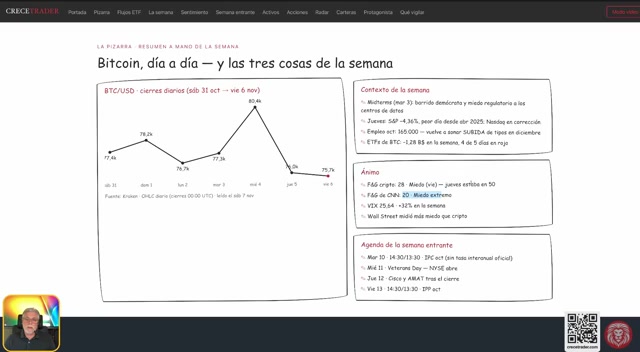 CRECETRADER Portada Pizarra Flujos ETF La semana Sentimiento Semana entrante Activos Acciones Radar Carteras Protagonista Qué vigilar
LA PIZARRA · RESUMEN A MANO DE LA SEMANA
Bitcoin, día a día — y las tres cosas de la semana
BTC/USD · cierres diarios (sáb 31 oct → vie 6 nov)
80,4k
78,2k
77,4k
76,7k
77,3k
75,7k
sáb 31
dom 1
lun 2
mar 3
mié 4
jue 5
vie 6
Fuente: Kraken · OHLC diario (cierres 00:00 UTC) · leído el sáb 7 nov
Contexto de la semana
Midterms (mar 3): barrido demócrata y miedo regulatorio a los
centros de datos
Jueves: S&P −4,36%, peor día desde abr 2025; Nasdaq en corrección
Empleo oct: 165.000 — vuelve a sonar SUBIDA de tipos en diciembre
ETFs de BTC: −1,28 B$ en la semana, 4 de 5 días en rojo
Ánimo
F&G cripto: 28 · Miedo (vie) — jueves estaba en 50
F&G de CNN: 20 · Miedo extremo
VIX 25,64 · +32% en la semana
Wall Street midió más miedo que cripto
Agenda de la semana entrante
Mar 10 · 14:30/13:30 · IPC oct (sin tasa interanual oficial)
Mié 11 · Veterans Day — NYSE abre
Jue 12 · Cisco y AMAT tras el cierre
Vie 13 · 14:30/13:30 · IPP oct
crecetrader.com